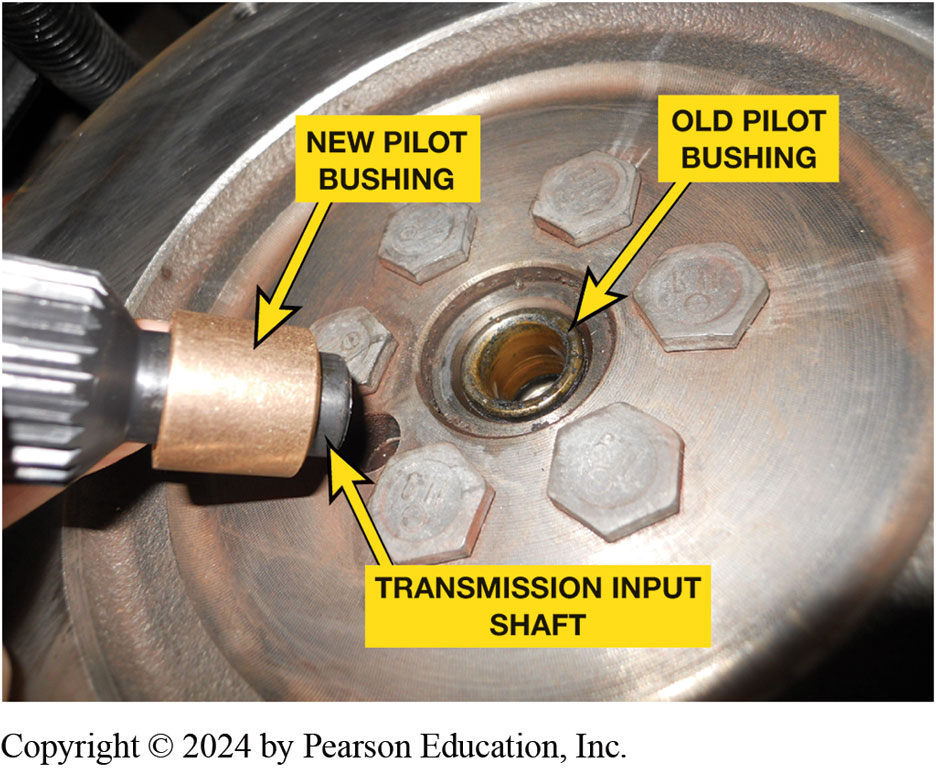 NEW PILOT
BUSHING
OLD PILOT
BUSHING
TRANSMISSION INPUT
SHAFT
Copyright © 2024 by Pearson Education, Inc.